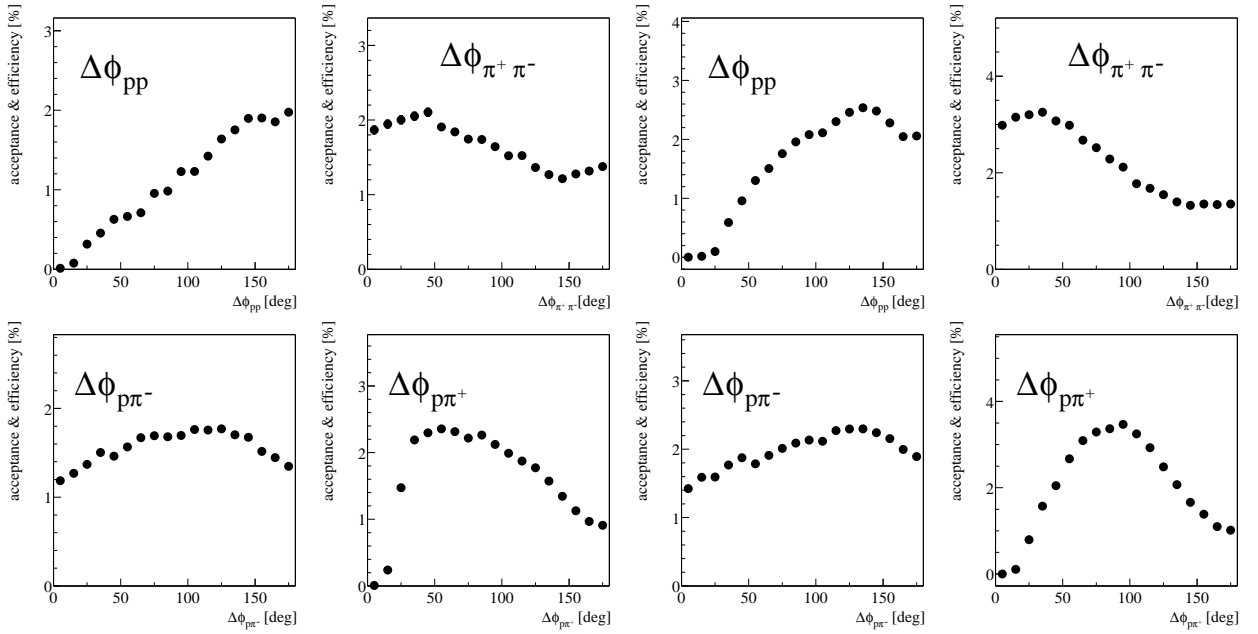 acceptance & efficiency [%]
3
2
1
0
Δϕpp
0 50 100 150
Δϕpp [deg]
acceptance & efficiency [%]
3
2
1
0
Δϕπ+ π-
0 50 100 150
Δϕπ+ π- [deg]
acceptance & efficiency [%]
4
3
2
1
0
Δϕpp
0 50 100 150
Δϕpp [deg]
acceptance & efficiency [%]
4
2
0
Δϕπ+ π-
0 50 100 150
Δϕπ+ π- [deg]
acceptance & efficiency [%]
2
1
0
Δϕpπ-
0 50 100 150
Δϕpπ- [deg]
acceptance & efficiency [%]
3
2
1
0
Δϕpπ+
0 50 100 150
Δϕpπ+ [deg]
acceptance & efficiency [%]
3
2
1
0
Δϕpπ-
0 50 100 150
Δϕpπ- [deg]
acceptance & efficiency [%]
4
2
0
Δϕpπ+
0 50 100 150
Δϕpπ+ [deg]